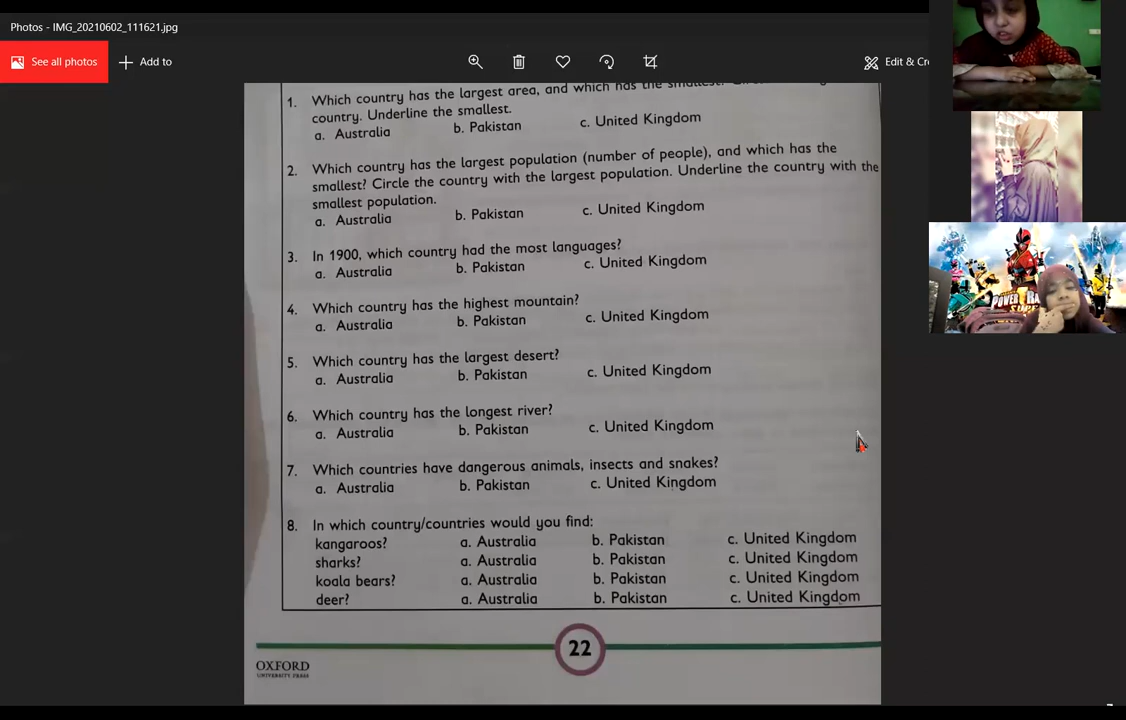 Photos - IMG_20210602_111621.jpg
See all photos
Add to
Edit & Cre
1. Which country has the largest area, and which has the smallest?
country. Underline the smallest.
a. Australia b. Pakistan c. United Kingdom
2. Which country has the largest population (number of people), and which has the
smallest? Circle the country with the largest population. Underline the country with the
smallest population.
a. Australia b. Pakistan c. United Kingdom
3. In 1900, which country had the most languages?
a. Australia b. Pakistan c. United Kingdom
4. Which country has the highest mountain?
a. Australia b. Pakistan c. United Kingdom
5. Which country has the largest desert?
a. Australia b. Pakistan c. United Kingdom
6. Which country has the longest river?
a. Australia b. Pakistan c. United Kingdom
7. Which countries have dangerous animals, insects and snakes?
a. Australia b. Pakistan c. United Kingdom
8. In which country/countries would you find:
kangaroos? a. Australia b. Pakistan c. United Kingdom
sharks? a. Australia b. Pakistan c. United Kingdom
koala bears? a. Australia b. Pakistan c. United Kingdom
deer? a. Australia b. Pakistan c. United Kingdom
22
OXFORD
UNIVERSITY PRESS
POWER RA